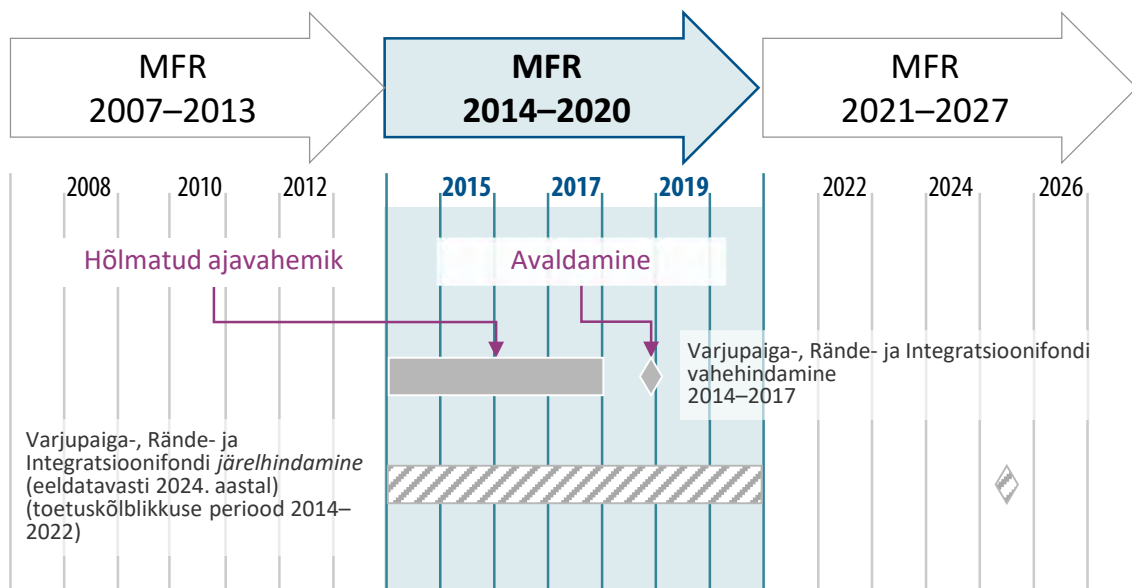 MFR
2007–2013
MFR
2014–2020
MFR
2021–2027
2008 2010 2012 2015 2017 2019 2022 2024 2026
Hõlmatud ajavahemik
Avaldamine
Varjupaiga-, Rände- ja Integratsioonifondi
vahehindamine
2014–2017
Varjupaiga-, Rände- ja
Integratsioonifondi järelhindamine
(eeldatavasti 2024. aastal)
(toetuskõlblikkuse periood 2014–
2022)